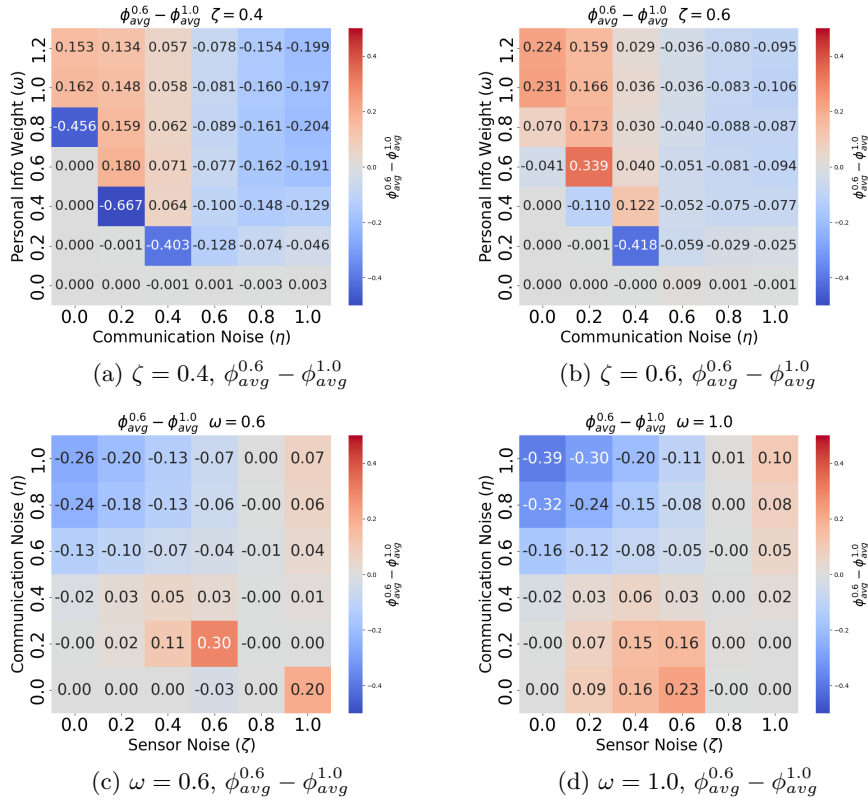 ϕ_avg^0.6 − ϕ_avg^1.0 ζ = 0.4
Personal Info Weight (ω)
1.2 0.153 0.134 0.057 -0.078 -0.154 -0.199
1.0 0.162 0.148 0.058 -0.081 -0.160 -0.197
0.8 -0.456 0.159 0.062 -0.089 -0.161 -0.204
0.6 0.000 0.180 0.071 -0.077 -0.162 -0.191
0.4 0.000 -0.667 0.064 -0.100 -0.148 -0.129
0.2 0.000 -0.001 -0.403 -0.128 -0.074 -0.046
0.0 0.000 0.000 -0.001 0.001 -0.003 0.003
0.0 0.2 0.4 0.6 0.8 1.0
Communication Noise (η)
0.4
0.2
0.0
−0.2
−0.4
ϕ_avg^0.6 − ϕ_avg^1.0
(a) ζ = 0.4, ϕ_avg^0.6 − ϕ_avg^1.0
ϕ_avg^0.6 − ϕ_avg^1.0 ζ = 0.6
Personal Info Weight (ω)
1.2 0.224 0.159 0.029 -0.036 -0.080 -0.095
1.0 0.231 0.166 0.036 -0.036 -0.083 -0.106
0.8 0.070 0.173 0.030 -0.040 -0.088 -0.087
0.6 -0.041 0.339 0.040 -0.051 -0.081 -0.094
0.4 0.000 -0.110 0.122 -0.052 -0.075 -0.077
0.2 0.000 -0.001 -0.418 -0.059 -0.029 -0.025
0.0 0.000 0.000 -0.000 0.009 0.001 -0.001
0.0 0.2 0.4 0.6 0.8 1.0
Communication Noise (η)
0.4
0.2
0.0
−0.2
−0.4
ϕ_avg^0.6 − ϕ_avg^1.0
(b) ζ = 0.6, ϕ_avg^0.6 − ϕ_avg^1.0
ϕ_avg^0.6 − ϕ_avg^1.0 ω = 0.6
Communication Noise (η)
1.0 -0.26 -0.20 -0.13 -0.07 0.00 0.07
0.8 -0.24 -0.18 -0.13 -0.06 -0.00 0.06
0.6 -0.13 -0.10 -0.07 -0.04 -0.01 0.04
0.4 -0.02 0.03 0.05 0.03 -0.00 0.01
0.2 -0.00 0.02 0.11 0.30 -0.00 0.00
0.0 0.00 0.00 0.00 -0.03 0.00 0.20
0.0 0.2 0.4 0.6 0.8 1.0
Sensor Noise (ζ)
0.4
0.2
0.0
−0.2
−0.4
ϕ_avg^0.6 − ϕ_avg^1.0
(c) ω = 0.6, ϕ_avg^0.6 − ϕ_avg^1.0
ϕ_avg^0.6 − ϕ_avg^1.0 ω = 1.0
Communication Noise (η)
1.0 -0.39 -0.30 -0.20 -0.11 0.01 0.10
0.8 -0.32 -0.24 -0.15 -0.08 0.00 0.08
0.6 -0.16 -0.12 -0.08 -0.05 -0.00 0.05
0.4 -0.02 0.03 0.06 0.03 -0.00 0.02
0.2 -0.00 0.07 0.15 0.16 -0.00 0.00
0.0 0.00 0.09 0.16 0.23 -0.00 0.00
0.0 0.2 0.4 0.6 0.8 1.0
Sensor Noise (ζ)
0.4
0.2
0.0
−0.2
−0.4
ϕ_avg^0.6 − ϕ_avg^1.0
(d) ω = 1.0, ϕ_avg^0.6 − ϕ_avg^1.0